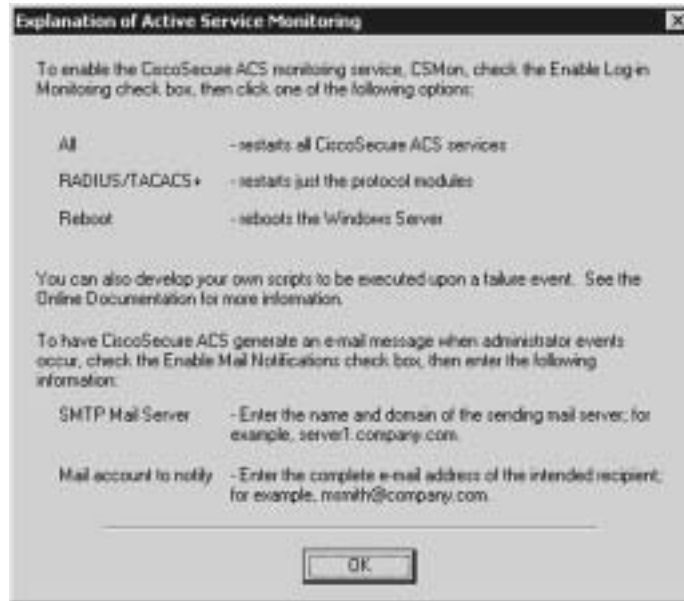 Explanation of Active Service Monitoring
To enable the CiscoSecure ACS monitoring service, CSMon, check the Enable Log-in
Monitoring check box, then click one of the following options:
All - restarts all CiscoSecure ACS services
RADIUS/TACACS+ - restarts just the protocol modules
Reboot - reboots the Windows Server
You can also develop your own scripts to be executed upon a failure event. See the
Online Documentation for more information.
To have CiscoSecure ACS generate an e-mail message when administrator events
occur, check the Enable Mail Notifications check box, then enter the following
information:
SMTP Mail Server - Enter the name and domain of the sending mail server; for
example, server1.company.com.
Mail account to notify - Enter the complete e-mail address of the intended recipient;
for example, msmith@company.com.
OK